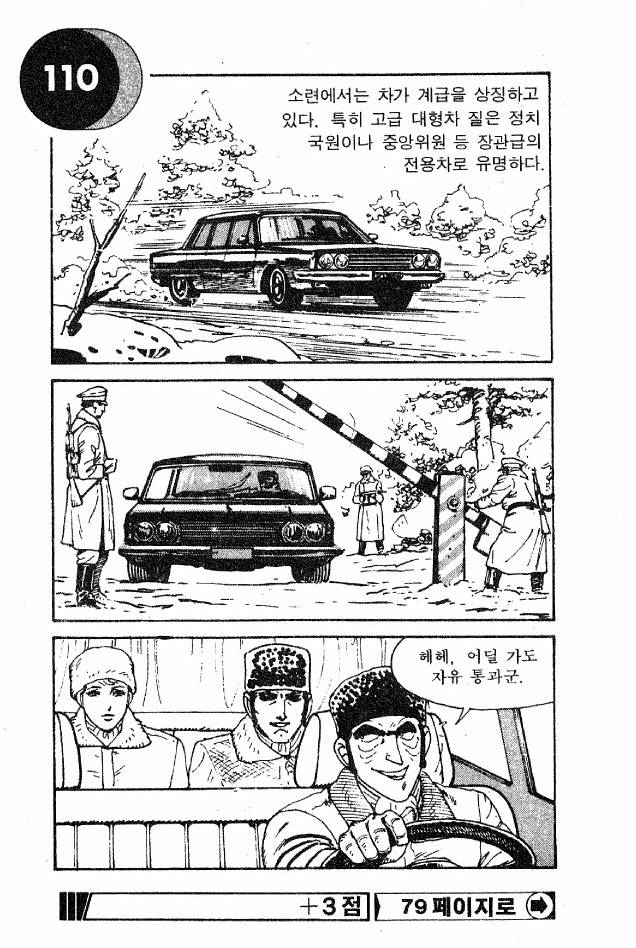 110
소련에서는 차가 계급을 상징하고
있다. 특히 고급 대형차 질은 정치
국원이나 중앙위원 등 장관급의
전용차로 유명하다.
헤헤, 어딜 가도
자유 통과군.
+3점
79페이지로